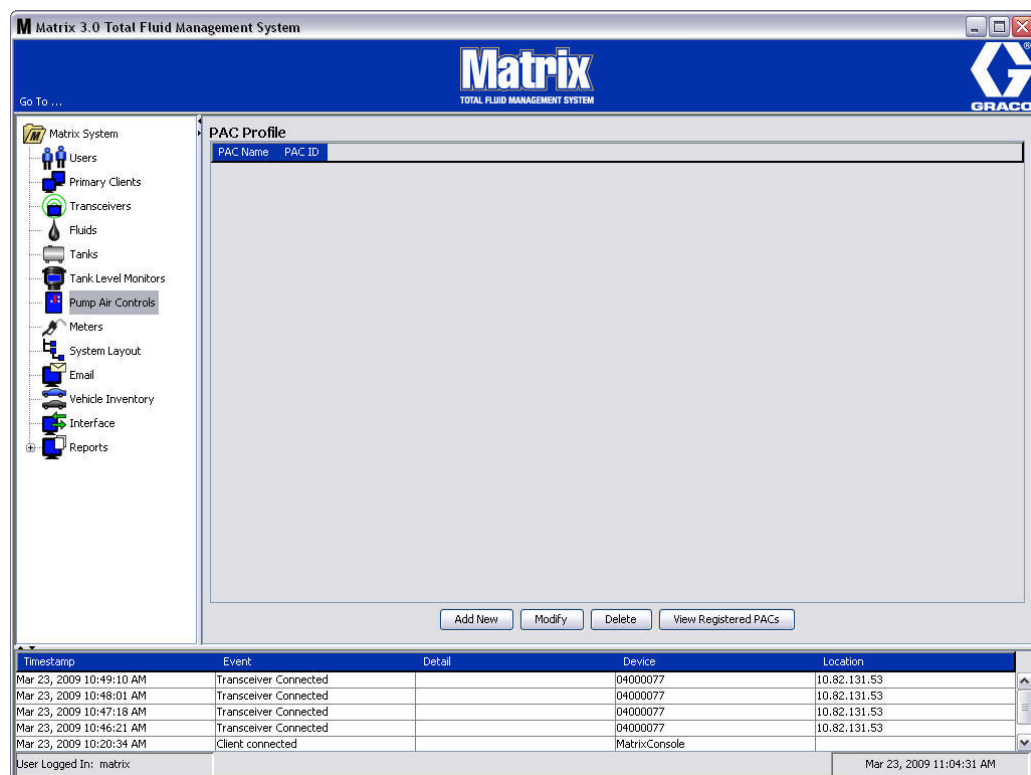 Matrix 3.0 Total Fluid Management System
Matrix
TOTAL FLUID MANAGEMENT SYSTEM
GRACO
®
Go To ...
Matrix System
Users
Primary Clients
Transceivers
Fluids
Tanks
Tank Level Monitors
Pump Air Controls
Meters
System Layout
Email
Vehicle Inventory
Interface
Reports
PAC Profile
PAC Name PAC ID
Add New Modify Delete View Registered PACs
Timestamp Event Detail Device Location
Mar 23, 2009 10:49:10 AM Transceiver Connected 04000077 10.82.131.53
Mar 23, 2009 10:48:01 AM Transceiver Connected 04000077 10.82.131.53
Mar 23, 2009 10:47:18 AM Transceiver Connected 04000077 10.82.131.53
Mar 23, 2009 10:46:21 AM Transceiver Connected 04000077 10.82.131.53
Mar 23, 2009 10:20:34 AM Client connected MatrixConsole
User Logged In: matrix Mar 23, 2009 11:04:31 AM